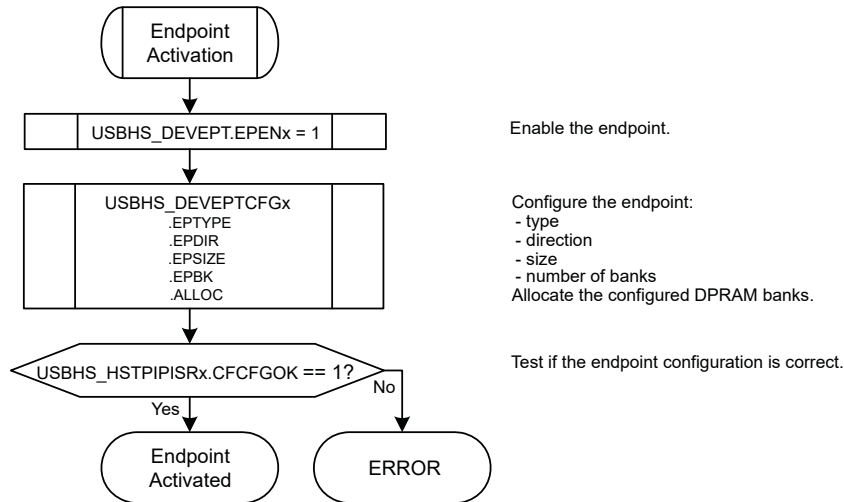 Endpoint
Activation
USBHS_DEVEPT.EPENx = 1
Enable the endpoint.
USBHS_DEVEPTCFGx
.EPTYPE
.EPDIR
.EPSIZE
.EPBK
.ALLOC
Configure the endpoint:
- type
- direction
- size
- number of banks
Allocate the configured DPRAM banks.
USBHS_HSTPIPISRx.CFCFGOK == 1?
Test if the endpoint configuration is correct.
No
Yes
Endpoint
Activated
ERROR